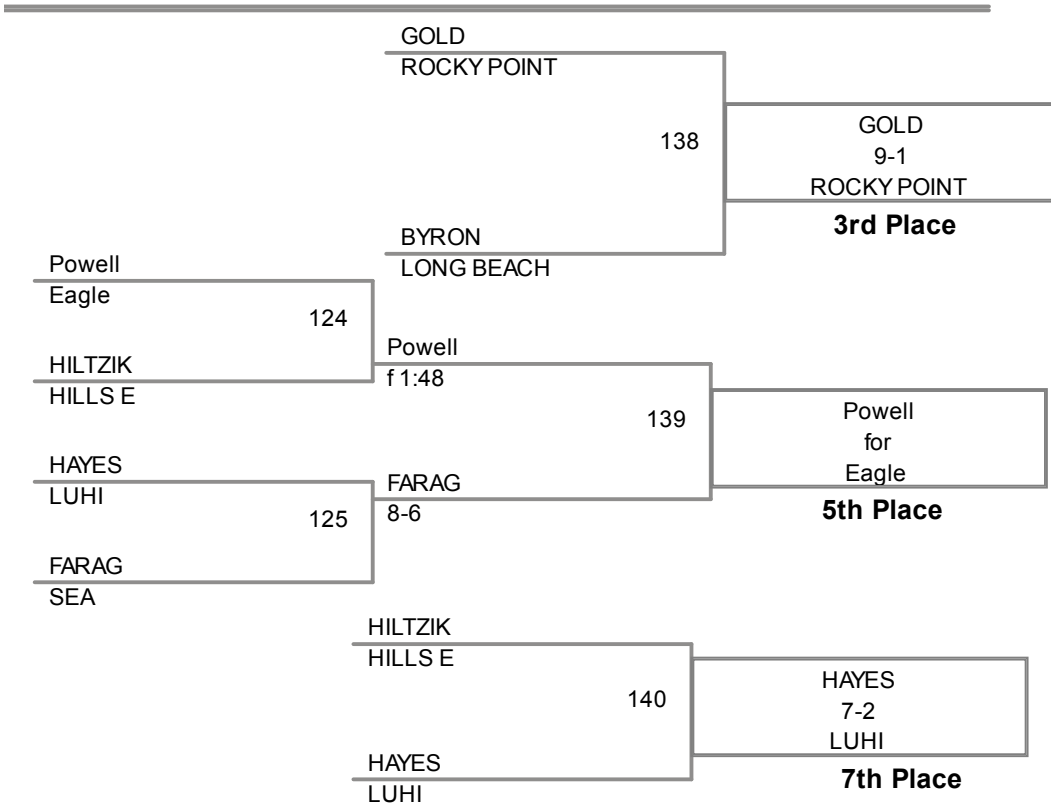 GOLD
ROCKY POINT
138
GOLD
9-1
ROCKY POINT
3rd Place
BYRON
LONG BEACH
Powell
Eagle
124
HILTZIK
HILLS E
Powell
f 1:48
139
Powell
for
Eagle
5th Place
HAYES
LUHI
125
FARAG
8-6
FARAG
SEA
HILTZIK
HILLS E
140
HAYES
7-2
LUHI
7th Place
HAYES
LUHI